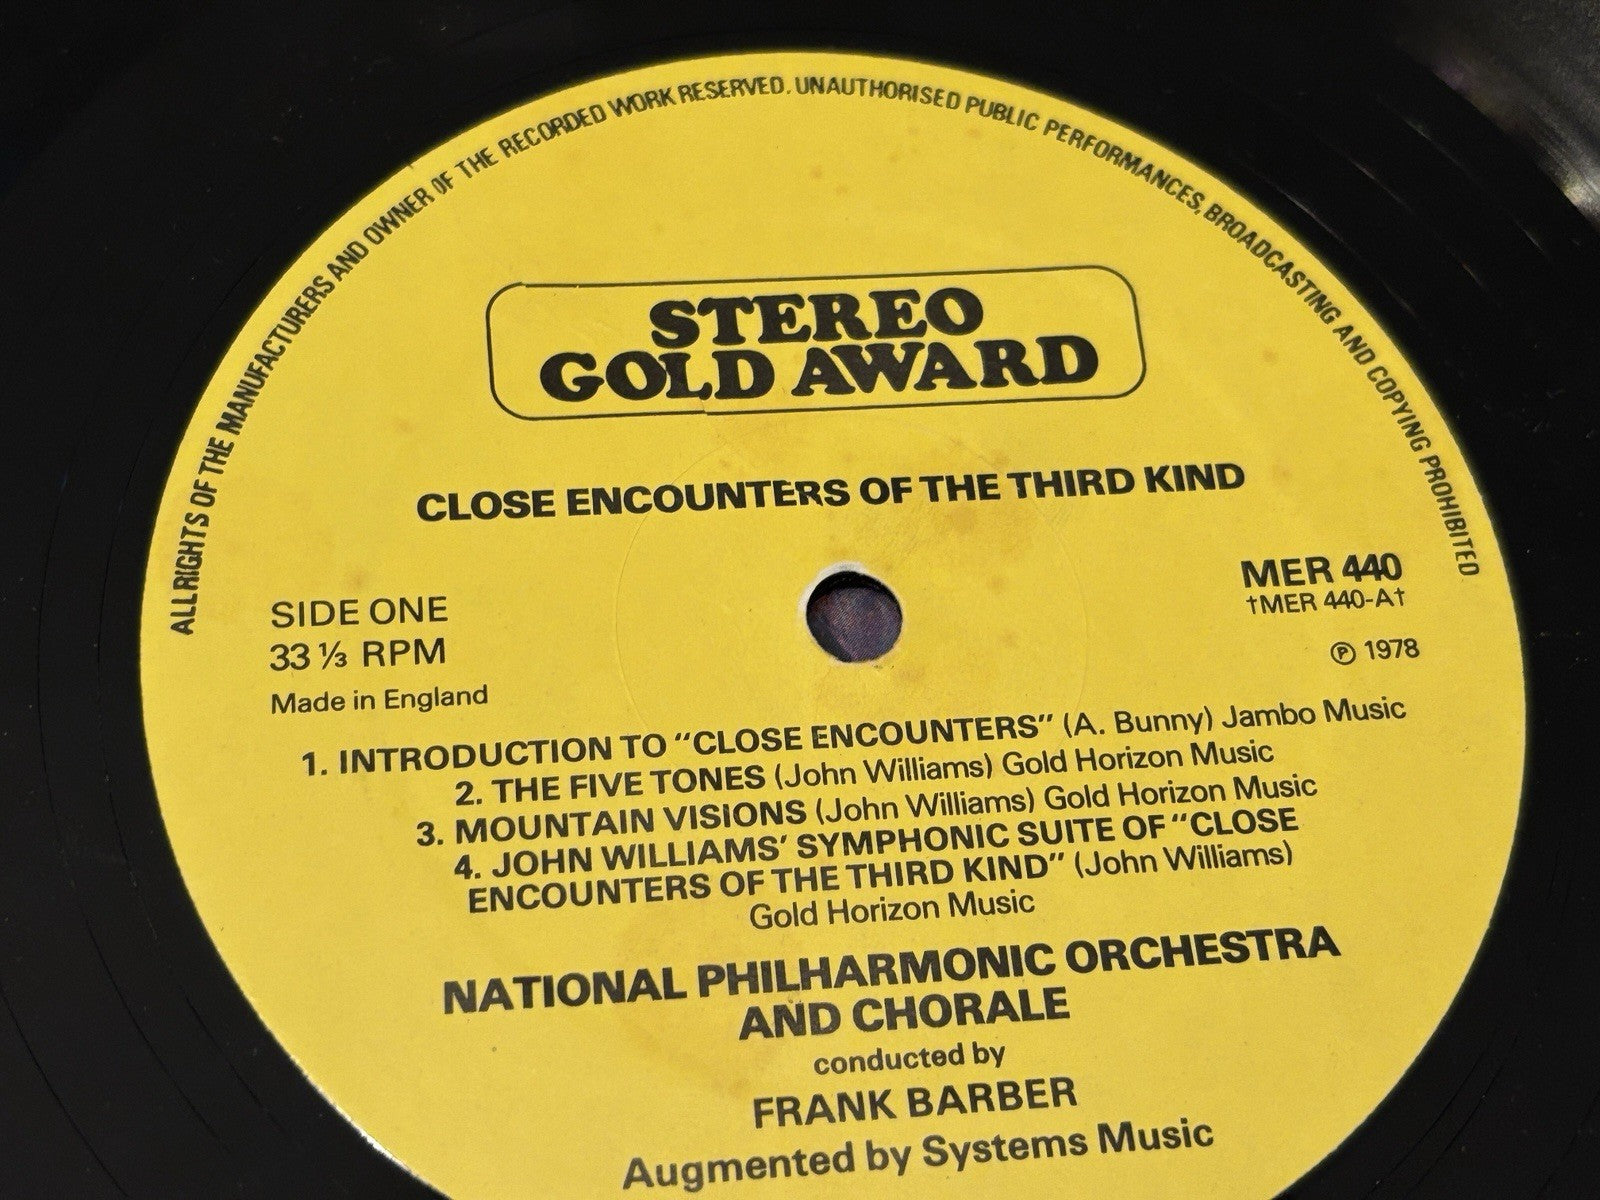 ALL RIGHTS OF THE MANUFACTURERS AND OWNER OF THE RECORDED WORK RESERVED. UNAUTHORISED PUBLIC PERFORMANCES, BROADCASTING AND COPYING PROHIBITED
STEREO
GOLD AWARD
CLOSE ENCOUNTERS OF THE THIRD KIND
SIDE ONE
33 ⅓ RPM
Made in England
MER 440
†MER 440-A†
℗ 1978
1. INTRODUCTION TO "CLOSE ENCOUNTERS" (A. Bunny) Jambo Music
2. THE FIVE TONES (John Williams) Gold Horizon Music
3. MOUNTAIN VISIONS (John Williams) Gold Horizon Music
4. JOHN WILLIAMS' SYMPHONIC SUITE OF "CLOSE
ENCOUNTERS OF THE THIRD KIND" (John Williams)
Gold Horizon Music
NATIONAL PHILHARMONIC ORCHESTRA
AND CHORALE
conducted by
FRANK BARBER
Augmented by Systems Music